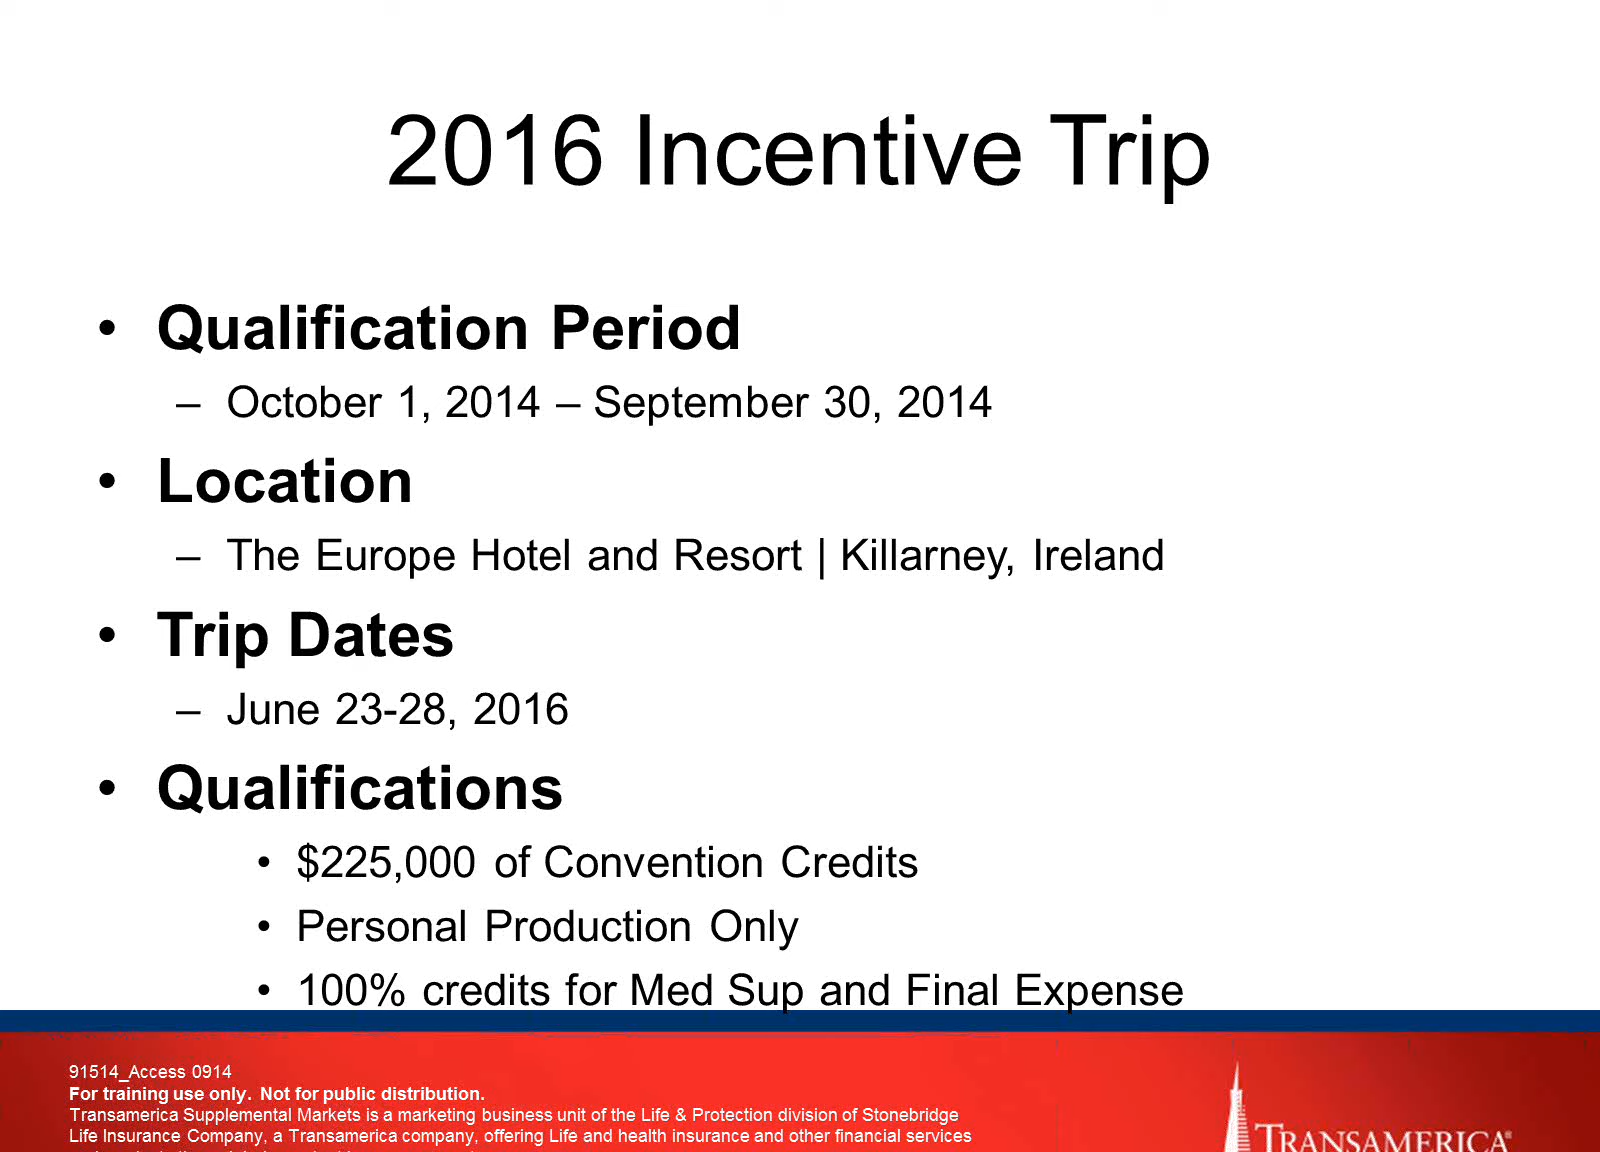 2016 Incentive Trip
• Qualification Period
– October 1, 2014 – September 30, 2014
• Location
– The Europe Hotel and Resort | Killarney, Ireland
• Trip Dates
– June 23-28, 2016
• Qualifications
• $225,000 of Convention Credits
• Personal Production Only
• 100% credits for Med Sup and Final Expense
91514_Access 0914
For training use only. Not for public distribution.
Transamerica Supplemental Markets is a marketing business unit of the Life & Protection division of Stonebridge
Life Insurance Company, a Transamerica company, offering Life and health insurance and other financial services
TRANSAMERICA®